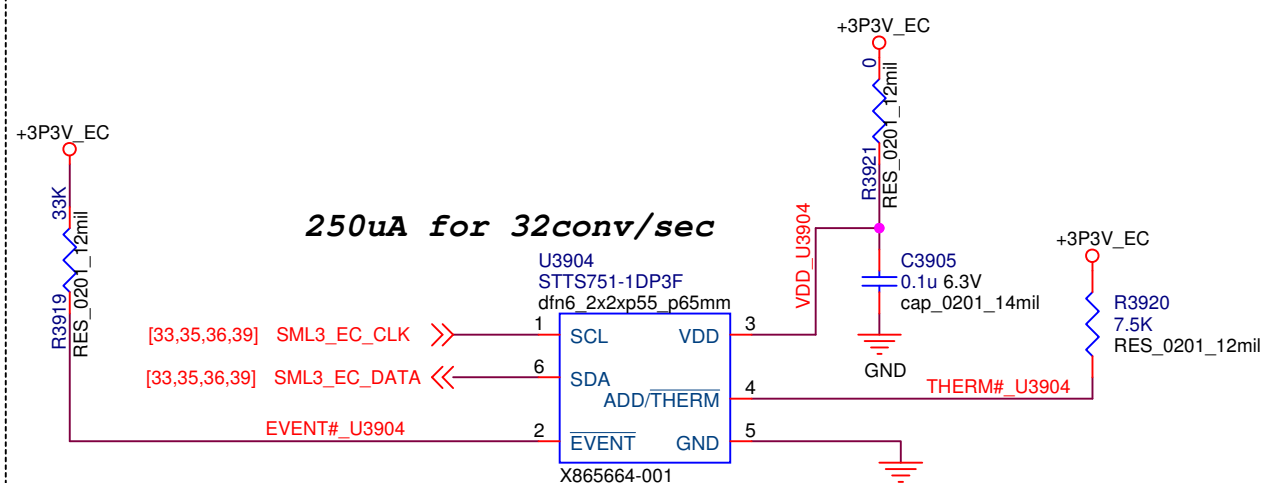 +3P3V_EC
0
R3921
RES_0201_12mil
+3P3V_EC
33K
R3919
RES_0201_12mil
250uA for 32conv/sec
VDD_U3904
+3P3V_EC
U3904
STTS751-1DP3F
dfn6_2x2xp55_p65mm
C3905
0.1u 6.3V
cap_0201_14mil
GND
R3920
7.5K
RES_0201_12mil
[33,35,36,39] SML3_EC_CLK 1 SCL VDD 3
[33,35,36,39] SML3_EC_DATA 6 SDA
ADD/THERM 4 THERM#_U3904
EVENT#_U3904 2 EVENT GND 5
X865664-001